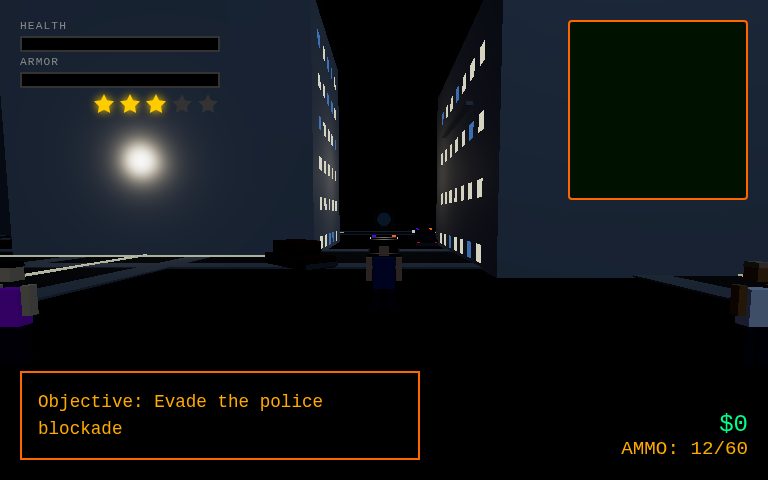 HEALTH
ARMOR
Objective: Evade the police
blockade
$0
AMMO: 12/60